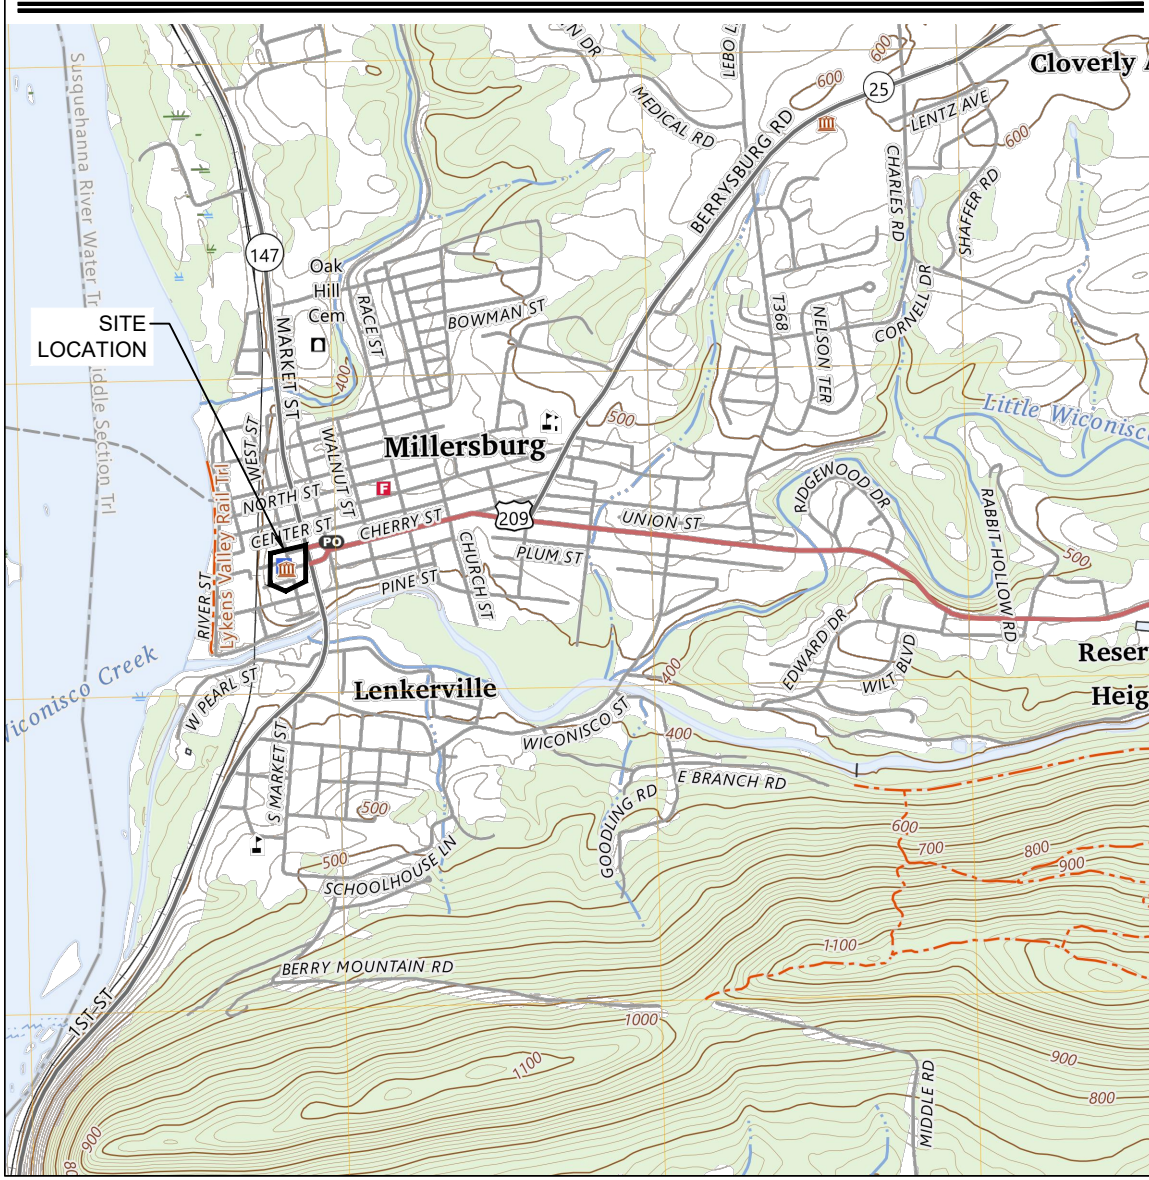 N DR
LEBO L
600
600
Cloverly A
25
MEDICAL RD
LENTZ AVE
600
BERRYSBURG RD
CHARLES RD
SHAFFER RD
Susquehanna River Water Tr
iddle Section Trl
147
Oak
Hill
Cem
SITE
LOCATION
MARKET ST
RACE ST
BOWMAN ST
T368
NELSON TER
CORNELL DR
400
500
Little Wiconisc
WEST ST
WALNUT ST
Millersburg
NORTH ST
F
RIDGEWOOD DR
RABBIT HOLLOW RD
CENTER ST
CHERRY ST
209
UNION ST
PO
PLUM ST
CHURCH ST
500
PINE ST
RIVER ST
Lykens Valley Rail Trl
EDWARD DR
WILT BLVD
Reser
Heig
Wiconisco Creek
W PEARL ST
Lenkerville
400
WICONISCO ST
400
S MARKET ST
E BRANCH RD
500
GOODLING RD
600
700
800
900
500
SCHOOLHOUSE LN
1100
BERRY MOUNTAIN RD
1ST ST
1000
1100
900
MIDDLE RD
800
900
80